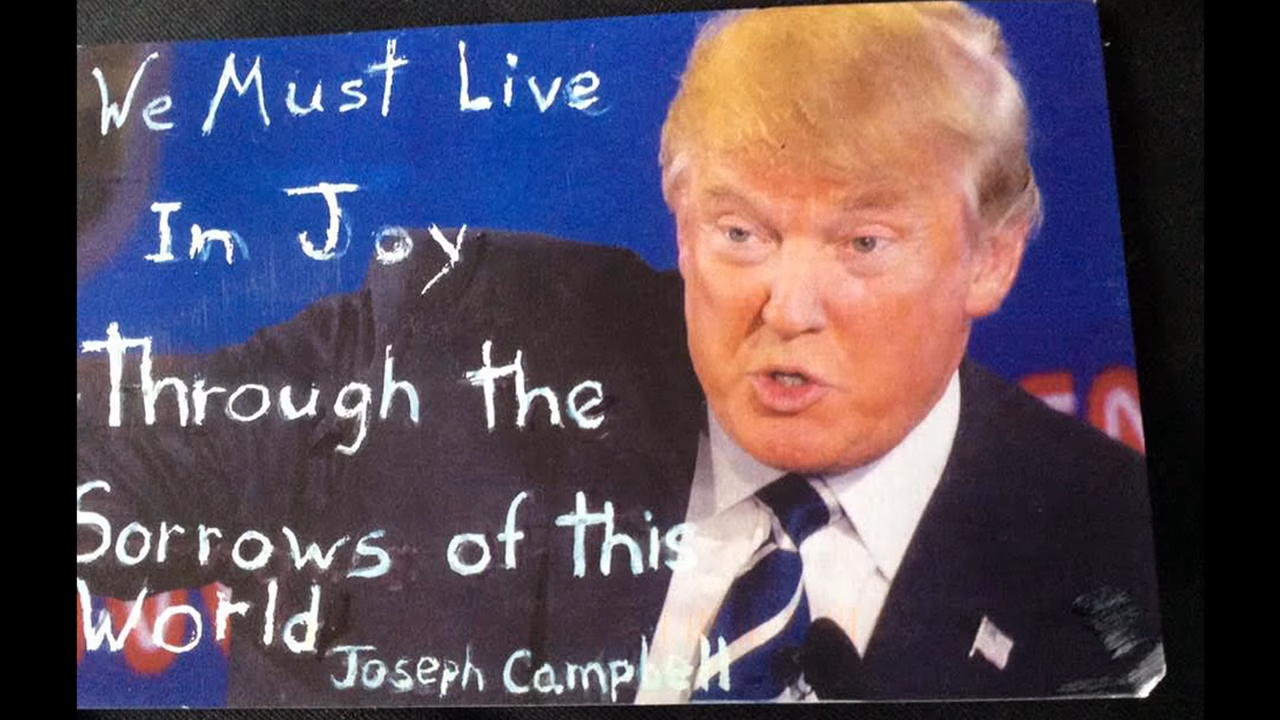 We Must Live
In Joy
Through the
Sorrows of this
World
Joseph Campbell